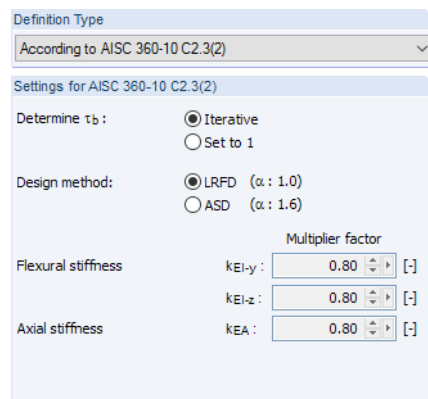 Definition Type
According to AISC 360-10 C2.3(2)
Settings for AISC 360-10 C2.3(2)
Determine τb : Iterative
Set to 1
Design method: LRFD (α : 1.0)
ASD (α : 1.6)
Multiplier factor
Flexural stiffness kEI-y : 0.80 [-]
kEI-z : 0.80 [-]
Axial stiffness kEA : 0.80 [-]